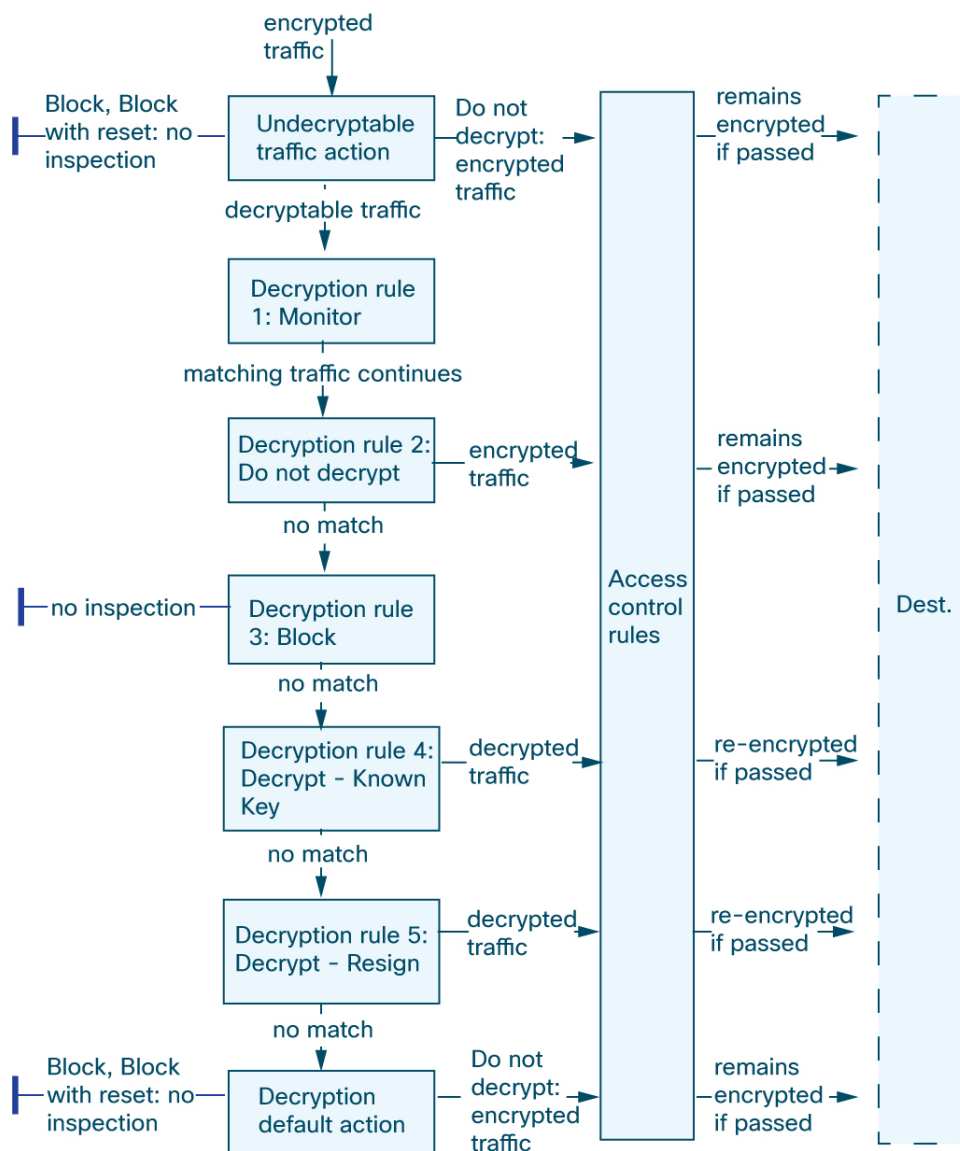 encrypted
traffic
Block, Block
with reset: no
inspection
Undecryptable
traffic action
Do not
decrypt:
encrypted
traffic
remains
encrypted
if passed
decryptable traffic
Decryption rule
1: Monitor
matching traffic continues
Decryption rule 2:
Do not decrypt
encrypted
traffic
remains
encrypted
if passed
no match
no inspection
Decryption rule
3: Block
Access
control
rules
Dest.
no match
Decryption rule 4:
Decrypt - Known
Key
decrypted
traffic
re-encrypted
if passed
no match
Decryption rule 5:
Decrypt - Resign
decrypted
traffic
re-encrypted
if passed
no match
Block, Block
with reset: no
inspection
Decryption
default action
Do not
decrypt:
encrypted
traffic
remains
encrypted
if passed